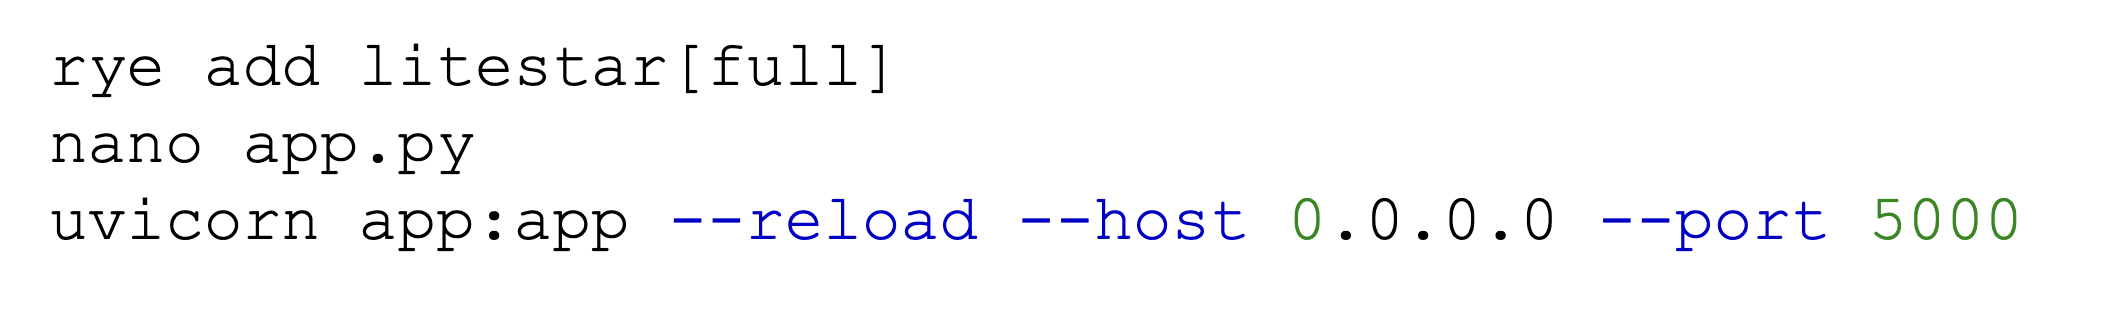 rye add litestar[full]
nano app.py
uvicorn app:app --reload --host 0.0.0.0 --port 5000